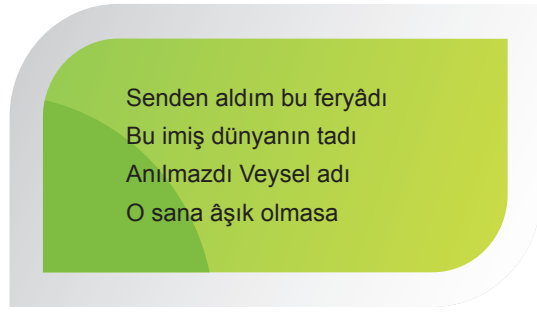 Senden aldım bu feryâdı
Bu imiş dünyanın tadı
Anılmazdı Veysel adı
O sana âşık olmasa